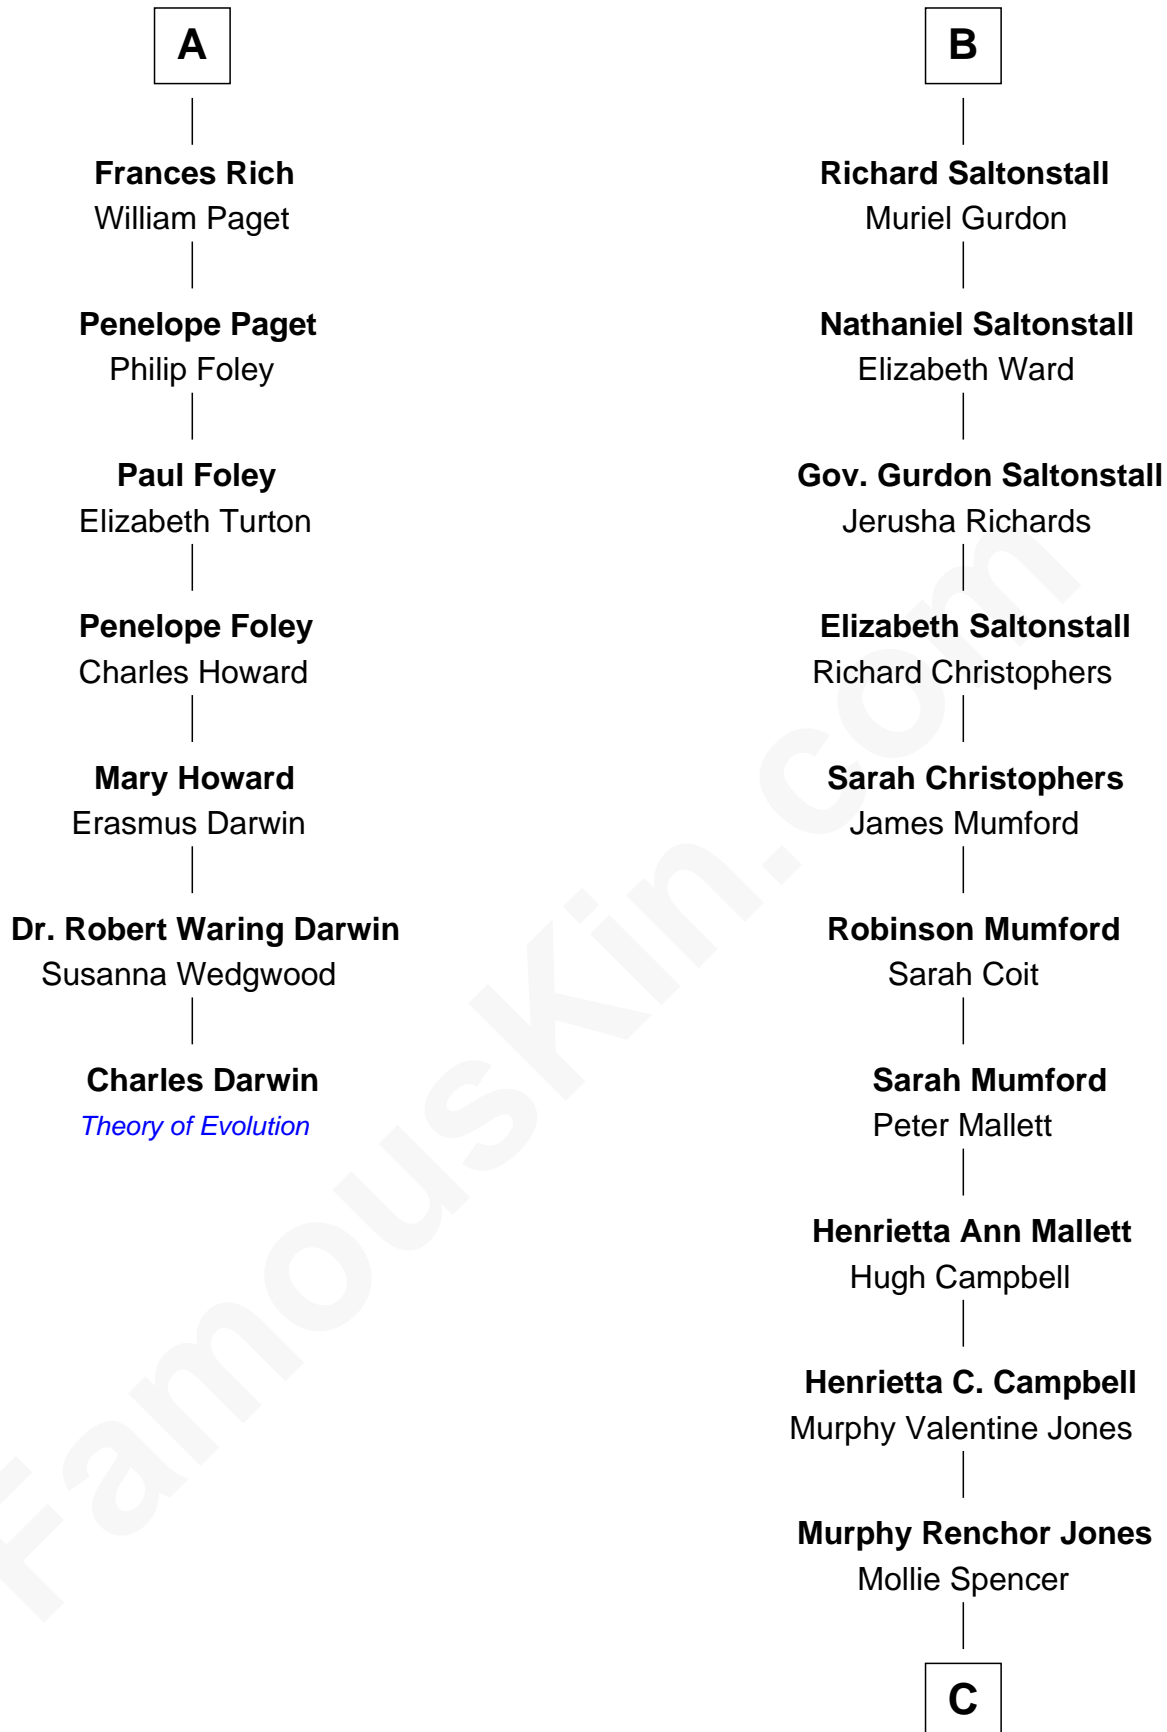 A
Frances Rich
William Paget
Penelope Paget
Philip Foley
Paul Foley
Elizabeth Turton
Penelope Foley
Charles Howard
Mary Howard
Erasmus Darwin
Dr. Robert Waring Darwin
Susanna Wedgwood
Charles Darwin
Theory of Evolution
B
Richard Saltonstall
Muriel Gurdon
Nathaniel Saltonstall
Elizabeth Ward
Gov. Gurdon Saltonstall
Jerusha Richards
Elizabeth Saltonstall
Richard Christophers
Sarah Christophers
James Mumford
Robinson Mumford
Sarah Coit
Sarah Mumford
Peter Mallett
Henrietta Ann Mallett
Hugh Campbell
Henrietta C. Campbell
Murphy Valentine Jones
Murphy Renchor Jones
Mollie Spencer
C
FamousKin.com